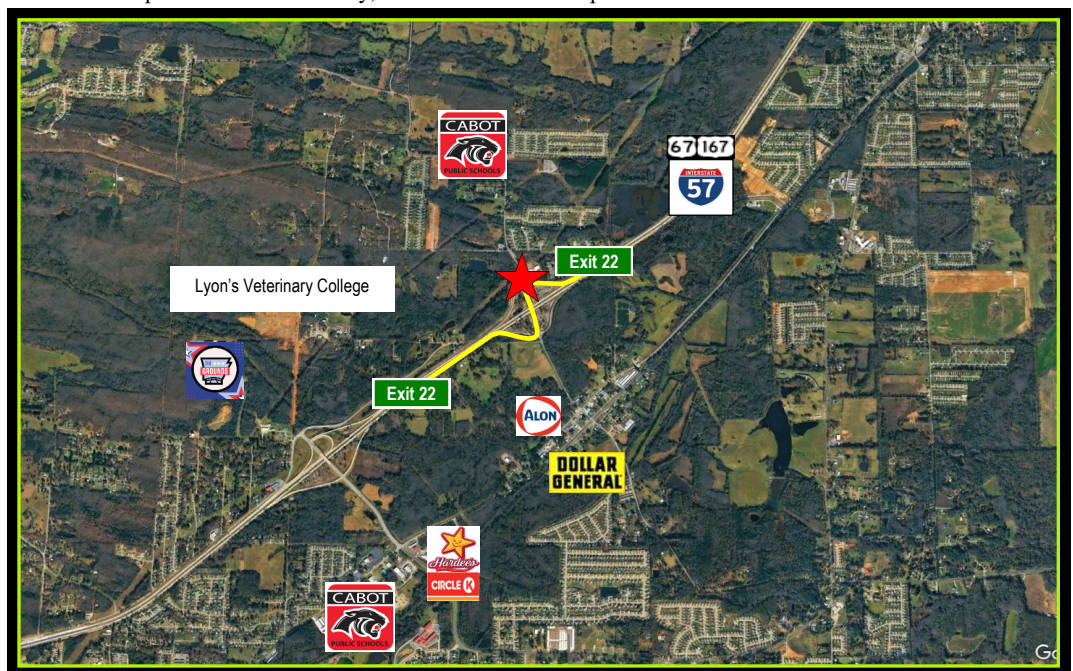 CABOT
PUBLIC SCHOOLS
67 167
INTERSTATE
57
Exit 22
Lyon's Veterinary College
GROUNDS
Exit 22
ALON
DOLLAR
GENERAL
Hardee's
CIRCLE K
CABOT
PUBLIC SCHOOLS
Go